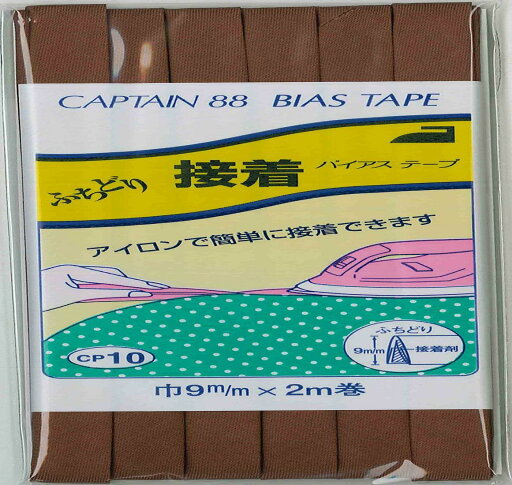 CAPTAIN 88 BIAS TAPE
ふちどり 接着 バイアス テープ
アイロンで簡単に接着できます
ふちどり
9m/m 接着剤
CP10
巾9m/m × 2m巻